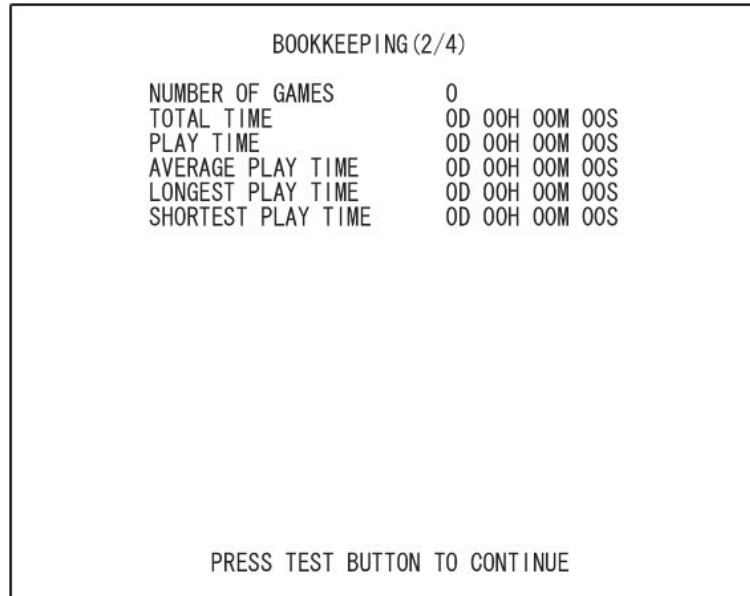 BOOKKEEPING(2/4)
NUMBER OF GAMES 0
TOTAL TIME 0D 00H 00M 00S
PLAY TIME 0D 00H 00M 00S
AVERAGE PLAY TIME 0D 00H 00M 00S
LONGEST PLAY TIME 0D 00H 00M 00S
SHORTEST PLAY TIME 0D 00H 00M 00S
PRESS TEST BUTTON TO CONTINUE